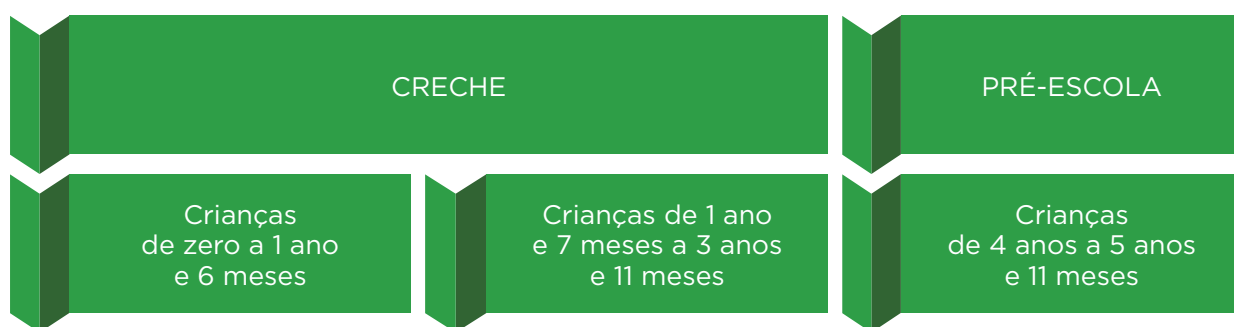 CRECHE
PRÉ-ESCOLA
Crianças
de zero a 1 ano
e 6 meses
Crianças de 1 ano
e 7 meses a 3 anos
e 11 meses
Crianças
de 4 anos a 5 anos
e 11 meses